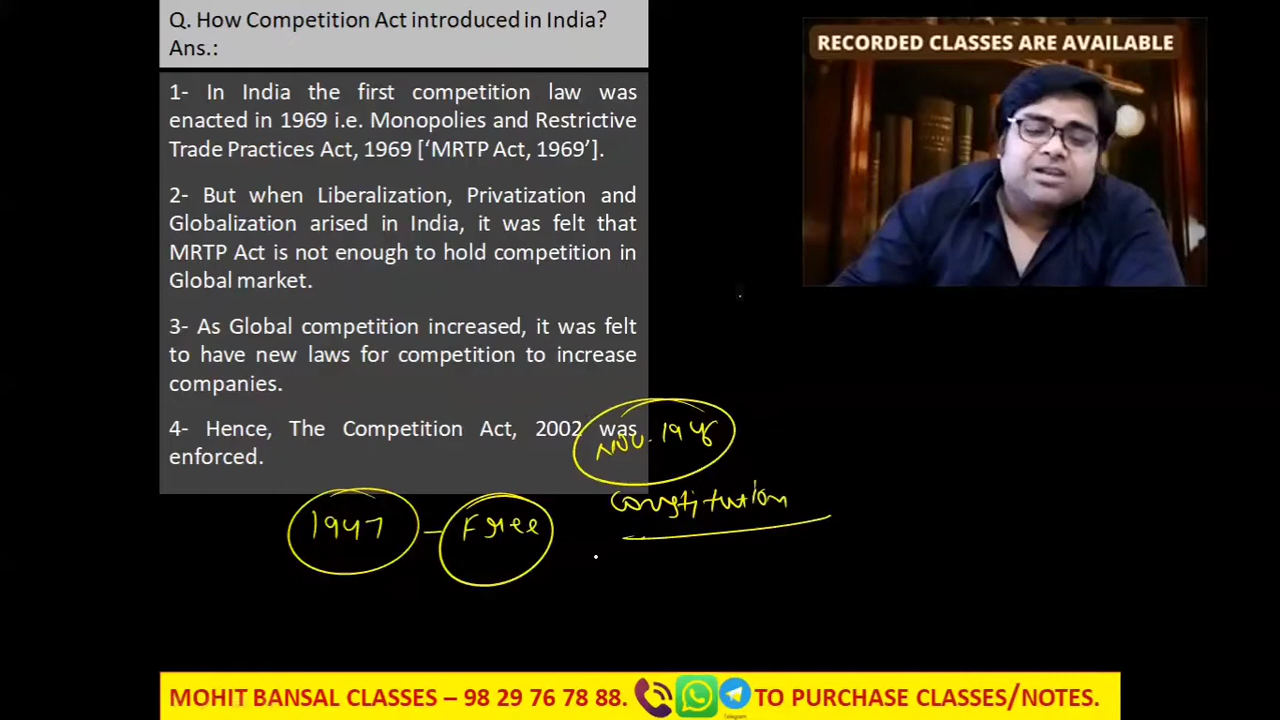 Q. How Competition Act introduced in India?
Ans.:
RECORDED CLASSES ARE AVAILABLE
1- In India the first competition law was
enacted in 1969 i.e. Monopolies and Restrictive
Trade Practices Act, 1969 [‘MRTP Act, 1969’].
2- But when Liberalization, Privatization and
Globalization arised in India, it was felt that
MRTP Act is not enough to hold competition in
Global market.
3- As Global competition increased, it was felt
to have new laws for competition to increase
companies.
4- Hence, The Competition Act, 2002 was
enforced.
Nov.
Constitution
1947 – Free
MOHIT BANSAL CLASSES – 98 29 76 78 88. TO PURCHASE CLASSES/NOTES.
Telegram